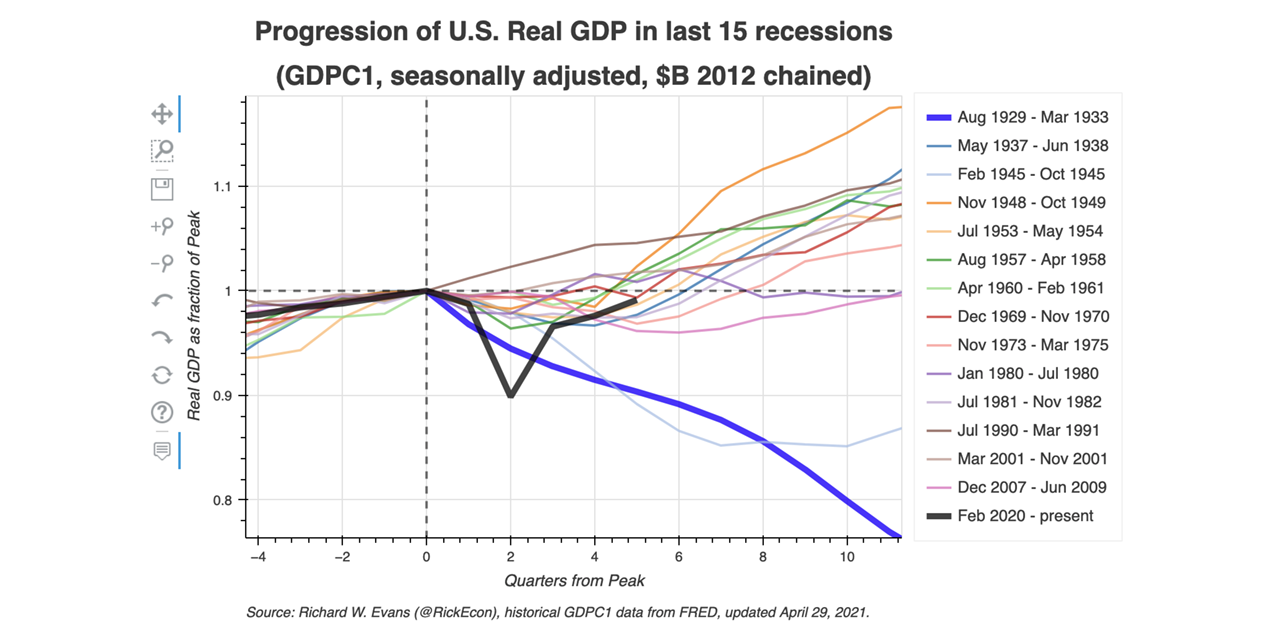 Progression of U.S. Real GDP in last 15 recessions
(GDPC1, seasonally adjusted, $B 2012 chained)
Real GDP as fraction of Peak
1.1
1
0.9
0.8
−4
−2
0
2
4
6
8
10
Quarters from Peak
Aug 1929 - Mar 1933
May 1937 - Jun 1938
Feb 1945 - Oct 1945
Nov 1948 - Oct 1949
Jul 1953 - May 1954
Aug 1957 - Apr 1958
Apr 1960 - Feb 1961
Dec 1969 - Nov 1970
Nov 1973 - Mar 1975
Jan 1980 - Jul 1980
Jul 1981 - Nov 1982
Jul 1990 - Mar 1991
Mar 2001 - Nov 2001
Dec 2007 - Jun 2009
Feb 2020 - present
Source: Richard W. Evans (@RickEcon), historical GDPC1 data from FRED, updated April 29, 2021.